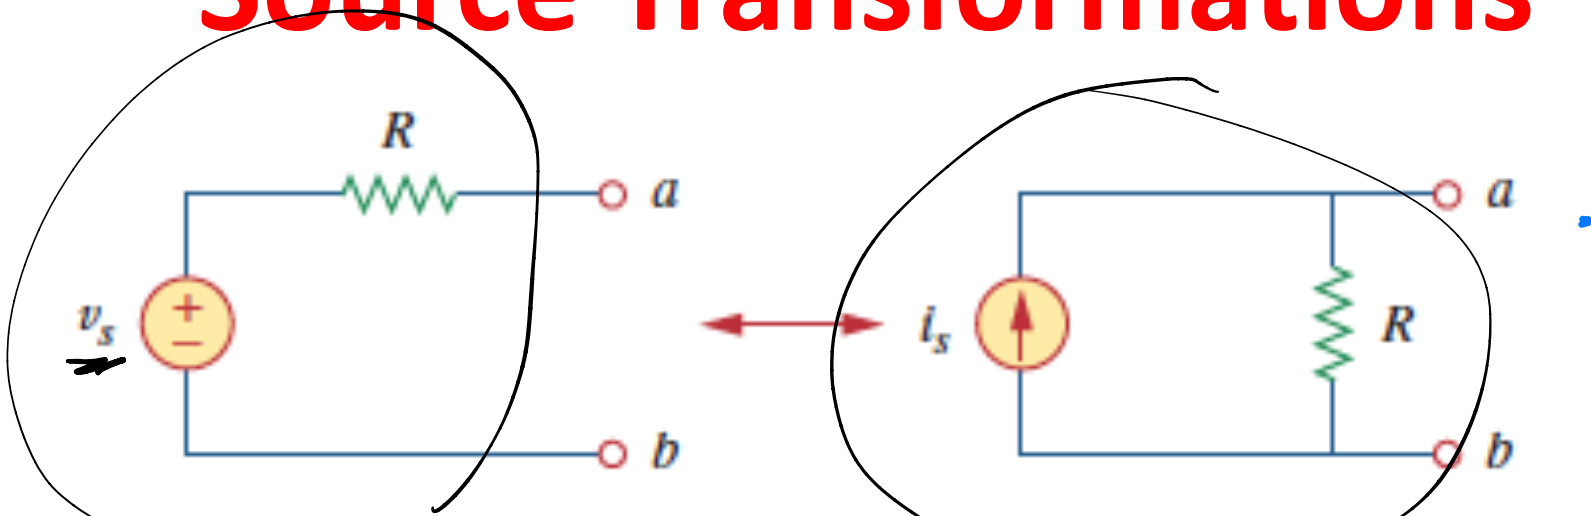 Source Transformations
R
a
a
+
v_s
−
i_s
R
b
b